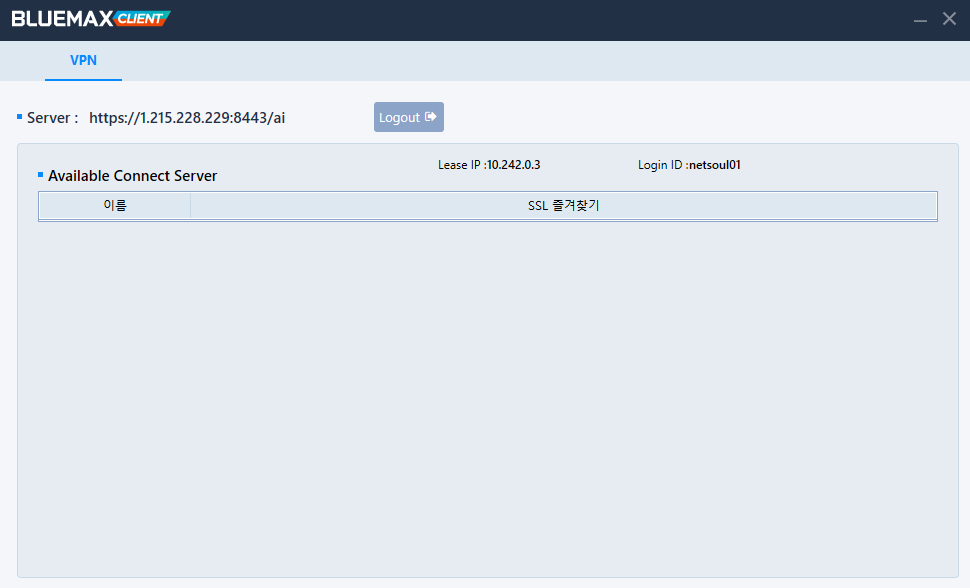 BLUEMAX CLIENT
VPN
Server : https://1.215.228.229:8443/ai
Logout
Lease IP :10.242.0.3 Login ID :netsoul01
Available Connect Server
이름 SSL 즐겨찾기